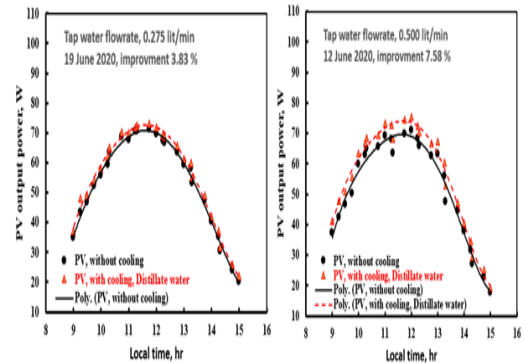 Tap water flowrate, 0.275 lit/min
19 June 2020, improvment 3.83 %
PV output power, W
110
100
90
80
70
60
50
40
30
20
10
PV, without cooling
PV, with cooling, Distillate water
Poly. (PV, without cooling)
8 9 10 11 12 13 14 15 16
Local time, hr
Tap water flowrate, 0.500 lit/min
12 June 2020, improvment 7.58 %
PV output power, W
110
100
90
80
70
60
50
40
30
20
10
PV, without cooling
PV, with cooling, Distillate water
Poly. (PV, without cooling)
Poly. (PV, with cooling, Distillate water)
8 9 10 11 12 13 14 15 16
Local time, hr